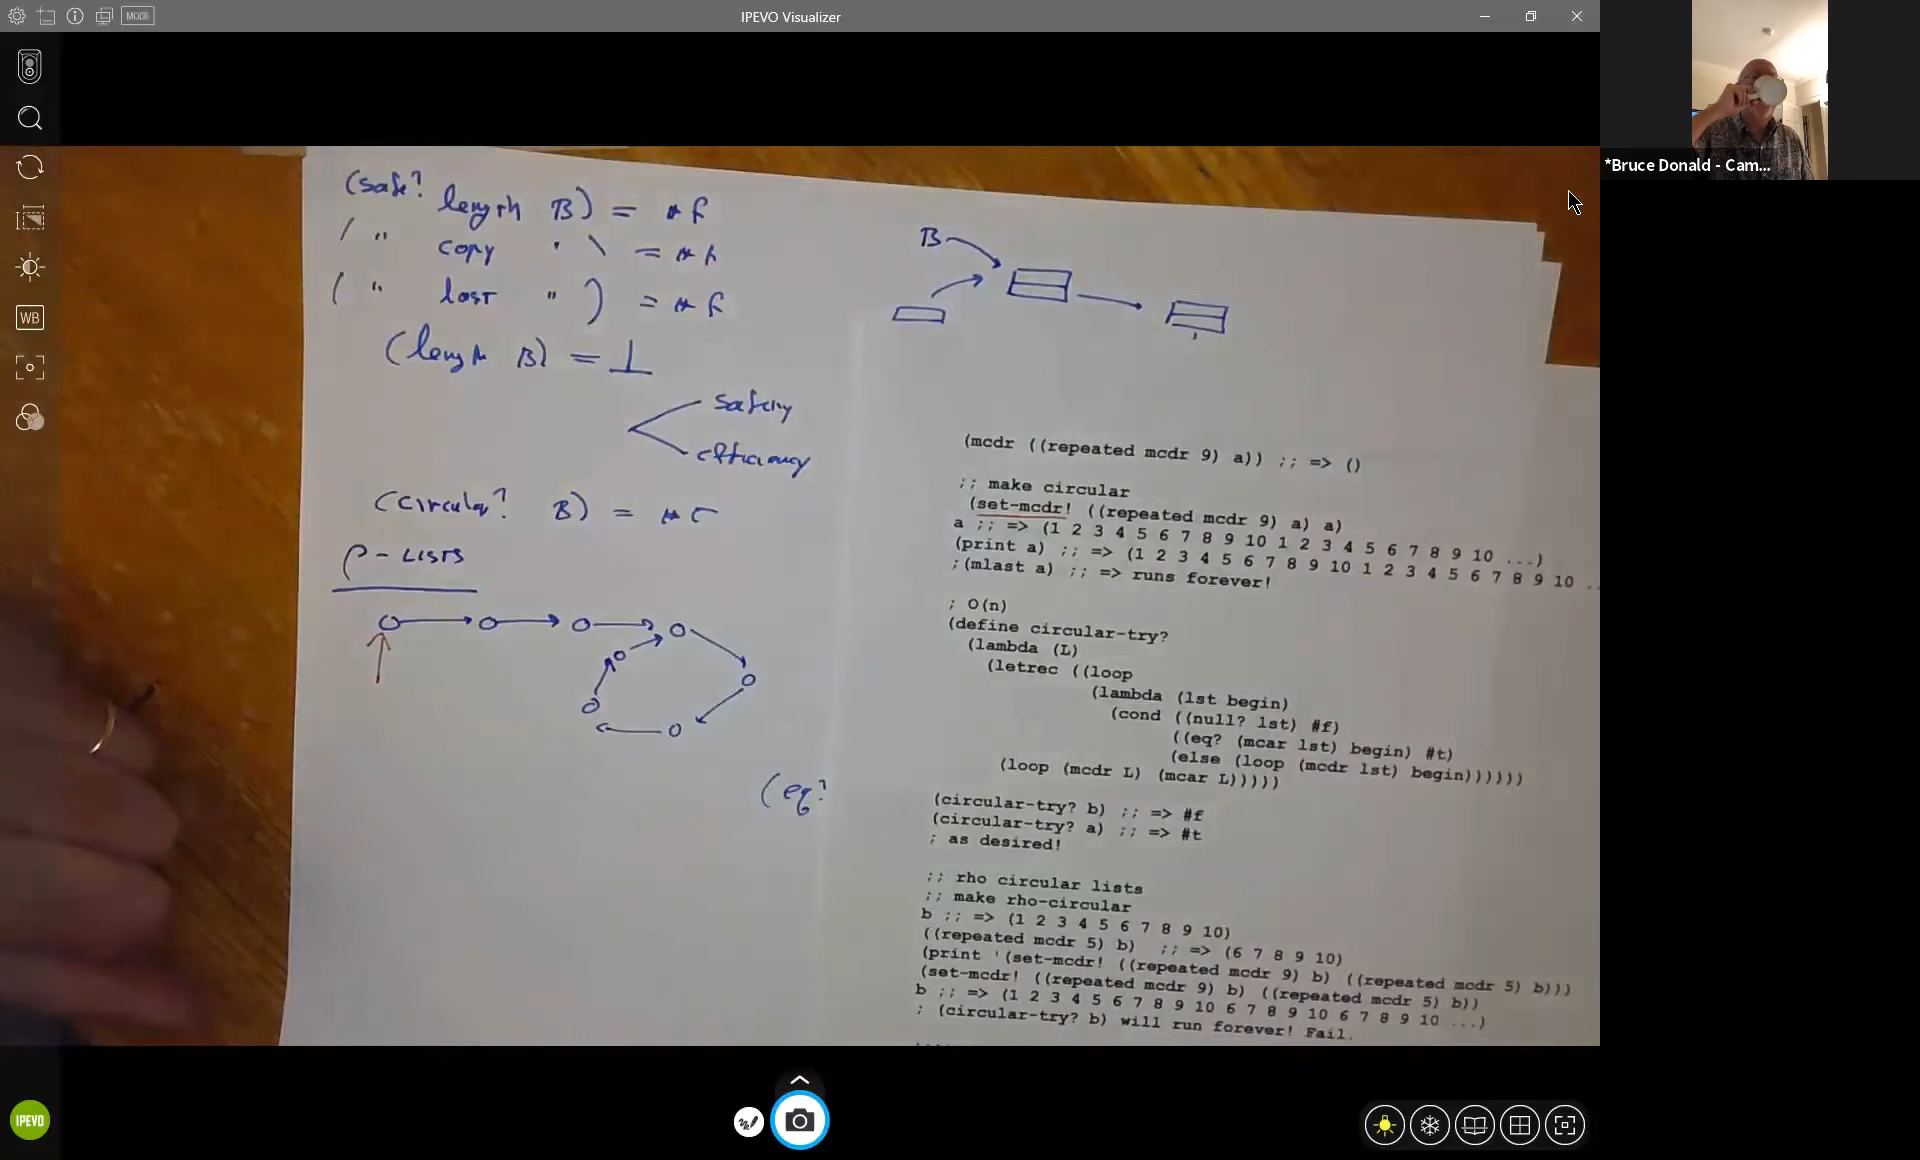 MODE
IPEVO Visualizer
*Bruce Donald - Cam...
WB
(safe? length B) = #f
( " copy " ) = #f
( " last " ) = #f
(length B) = ⊥
safety
efficiency
(circular? B) = #t
ρ - LISTS
(eq?
B
(mcdr ((repeated mcdr 9) a)) ;; => ()
;; make circular
(set-mcdr! ((repeated mcdr 9) a) a)
a ;; => (1 2 3 4 5 6 7 8 9 10 1 2 3 4 5 6 7 8 9 10 ...)
(print a) ;; => (1 2 3 4 5 6 7 8 9 10 1 2 3 4 5 6 7 8 9 10 ..
;(mlast a) ;; => runs forever!
; O(n)
(define circular-try?
(lambda (L)
(letrec ((loop
(lambda (lst begin)
(cond ((null? lst) #f)
((eq? (mcar lst) begin) #t)
(else (loop (mcdr lst) begin))))))
(loop (mcdr L) (mcar L)))))
(circular-try? b) ;; => #f
(circular-try? a) ;; => #t
; as desired!
;; rho circular lists
;; make rho-circular
b ;; => (1 2 3 4 5 6 7 8 9 10)
((repeated mcdr 5) b) ;; => (6 7 8 9 10)
(print '(set-mcdr! ((repeated mcdr 9) b) ((repeated mcdr 5) b)))
(set-mcdr! ((repeated mcdr 9) b) ((repeated mcdr 5) b))
b ;; => (1 2 3 4 5 6 7 8 9 10 6 7 8 9 10 6 7 8 9 10 ...)
; (circular-try? b) will run forever! Fail.
IPEVO